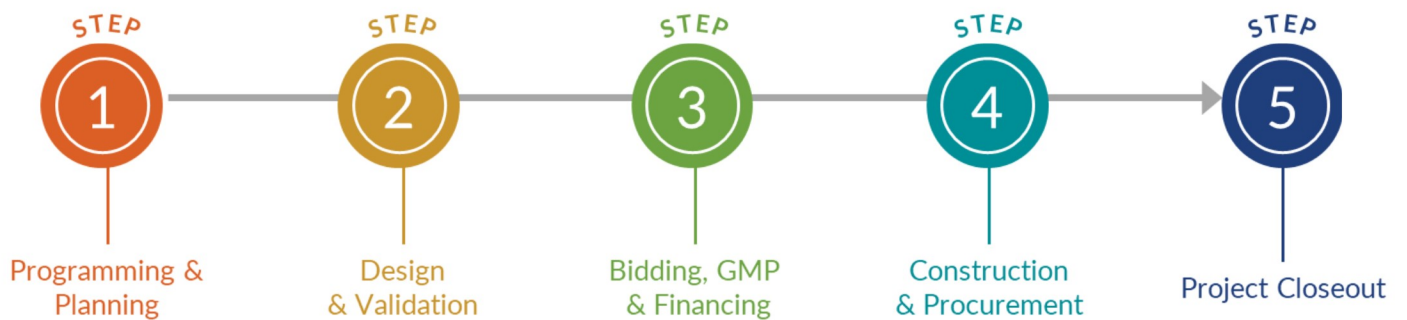 STEP
1
Programming &
Planning
STEP
2
Design
& Validation
STEP
3
Bidding, GMP
& Financing
STEP
4
Construction
& Procurement
STEP
5
Project Closeout